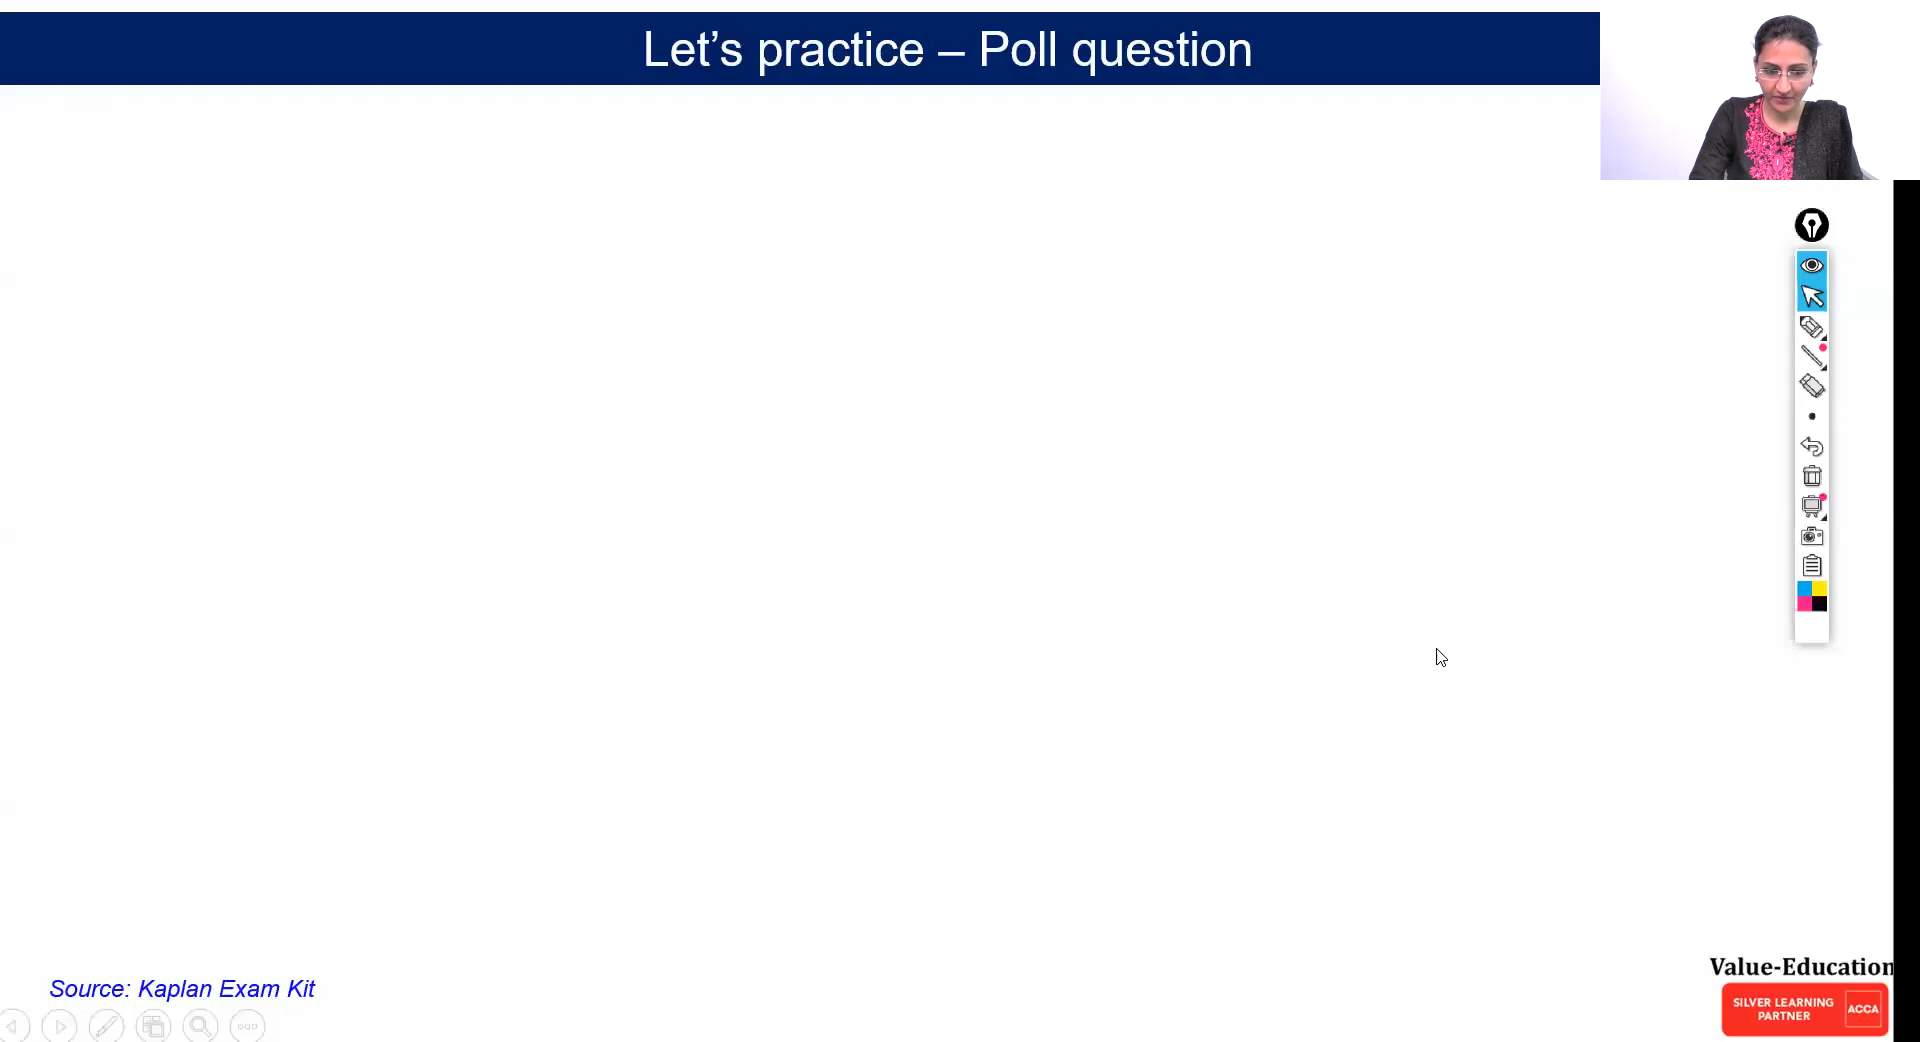 Let’s practice – Poll question
Source: Kaplan Exam Kit
Value-Education
SILVER LEARNING
PARTNER
ACCA